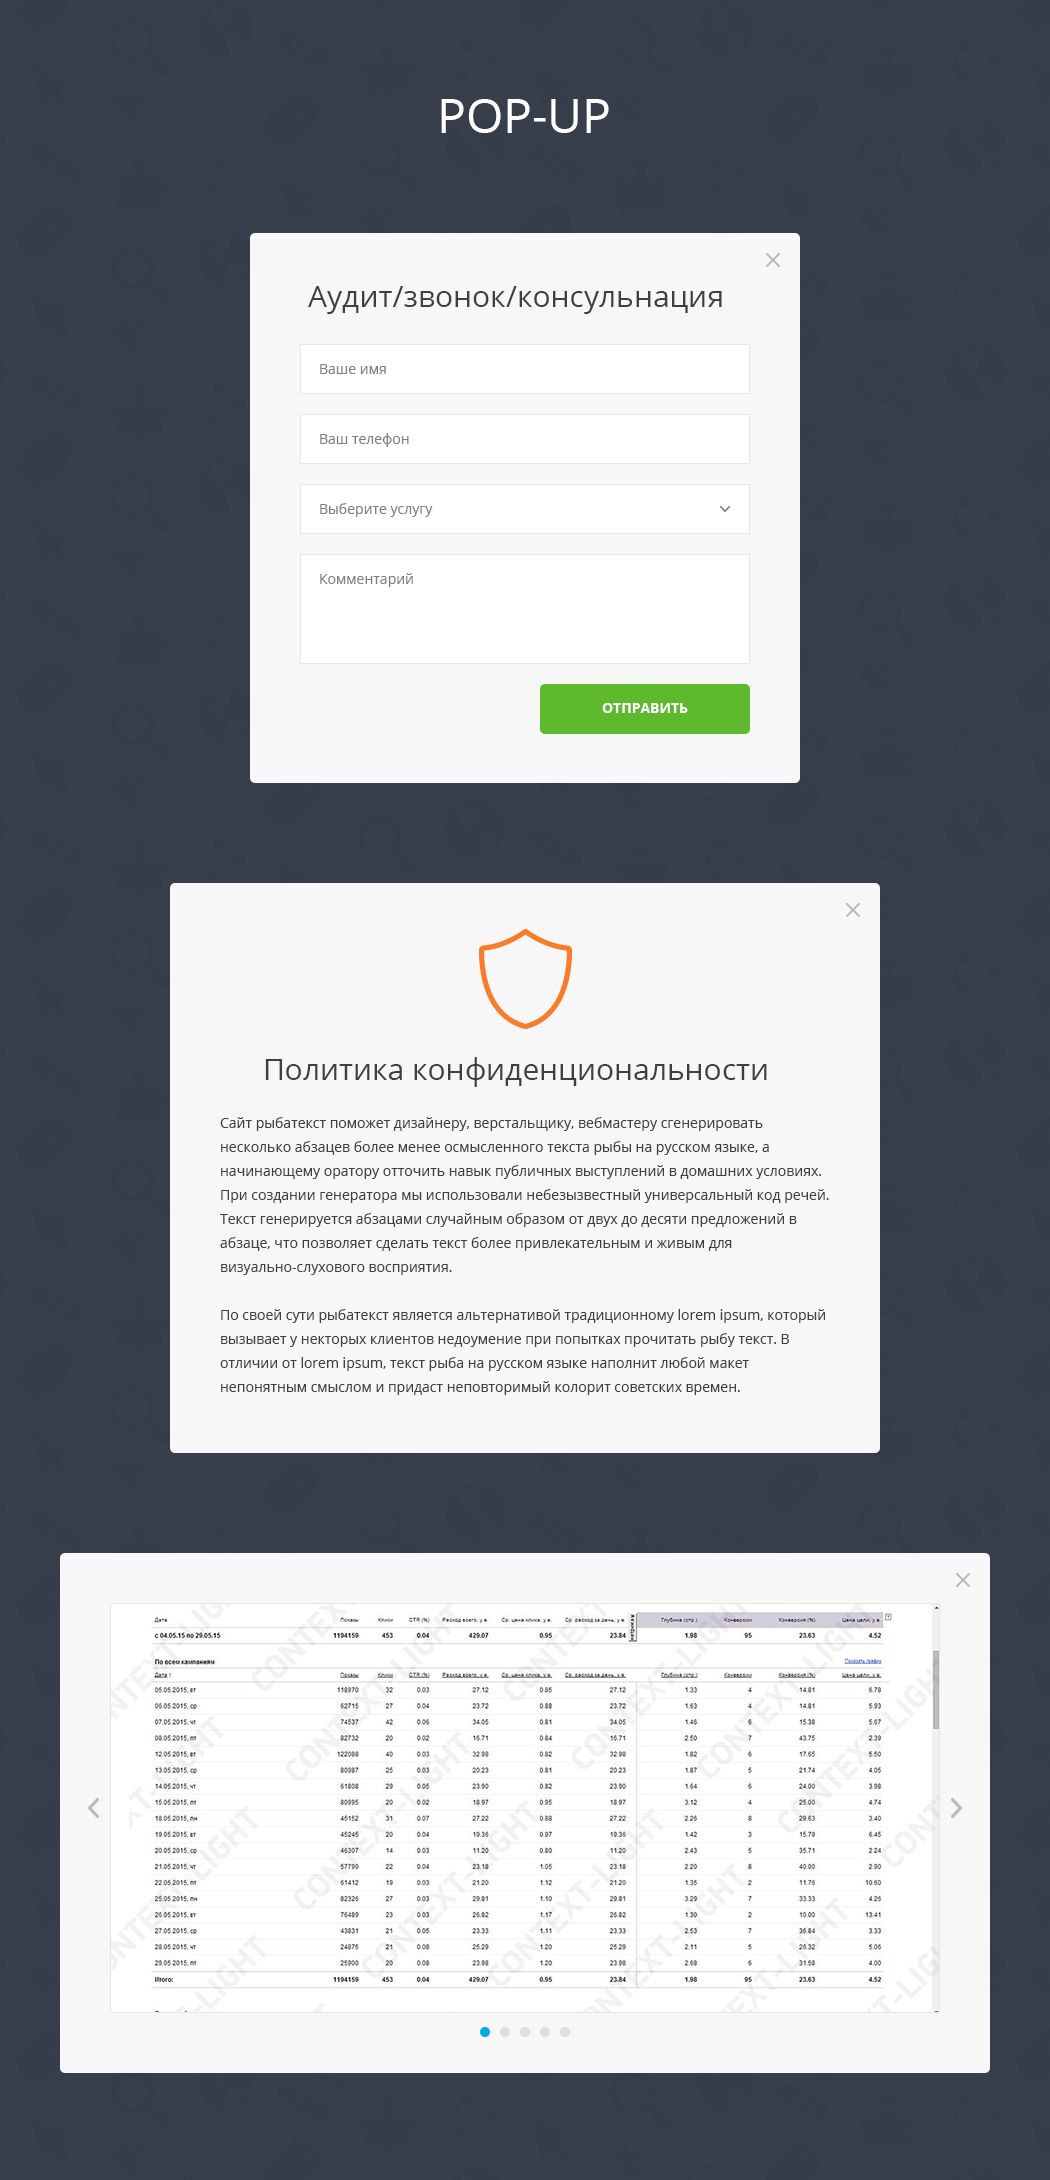 POP-UP
Аудит/звонок/консульнация
Ваше имя
Ваш телефон
Выберите услугу
Комментарий
ОТПРАВИТЬ
Политика конфиденциональности
Сайт рыбатекст поможет дизайнеру, верстальщику, вебмастеру сгенерировать
несколько абзацев более менее осмысленного текста рыбы на русском языке, а
начинающему оратору отточить навык публичных выступлений в домашних условиях.
При создании генератора мы использовали небезызвестный универсальный код речей.
Текст генерируется абзацами случайным образом от двух до десяти предложений в
абзаце, что позволяет сделать текст более привлекательным и живым для
визуально-слухового восприятия.
По своей сути рыбатекст является альтернативой традиционному lorem ipsum, который
вызывает у некторых клиентов недоумение при попытках прочитать рыбу текст. В
отличии от lorem ipsum, текст рыба на русском языке наполнит любой макет
непонятным смыслом и придаст неповторимый колорит советских времен.
Дата Показы Клики CTR (%) Расход всего, у.е. Ср. цена клика, у.е. Ср. расход за день, у.е. Глубина (стр.) Конверсии Конверсия (%) Цена цели, у.е.
с 04.05.15 по 29.05.15 1194159 453 0.04 429.07 0.95 23.84 1.98 95 23.63 4.52
По всем кампаниям Показать график
Дата ↑ Показы Клики CTR (%) Расход всего, у.е. Ср. цена клика, у.е. Ср. расход за день, у.е. Глубина (стр.) Конверсии Конверсия (%) Цена цели, у.е.
05.05.2015, вт 118970 32 0.03 27.12 0.85 27.12 1.33 4 14.81 6.78
06.05.2015, ср 62715 27 0.04 23.72 0.88 23.72 1.63 4 14.81 5.93
07.05.2015, чт 74537 42 0.06 34.05 0.81 34.05 1.46 6 15.38 5.67
08.05.2015, пт 82732 20 0.02 16.71 0.84 16.71 2.50 7 43.75 2.39
12.05.2015, вт 122088 40 0.03 32.98 0.82 32.98 1.82 6 17.65 5.50
13.05.2015, ср 80987 25 0.03 20.23 0.81 20.23 1.87 5 21.74 4.05
14.05.2015, чт 61808 29 0.05 23.90 0.82 23.90 1.64 6 24.00 3.98
15.05.2015, пт 80995 20 0.02 18.97 0.95 18.97 3.12 4 25.00 4.74
18.05.2015, пн 45152 31 0.07 27.22 0.88 27.22 2.26 8 29.63 3.40
19.05.2015, вт 45245 20 0.04 19.36 0.97 19.36 1.42 3 15.79 6.45
20.05.2015, ср 46307 14 0.03 11.20 0.80 11.20 2.43 5 35.71 2.24
21.05.2015, чт 57790 22 0.04 23.18 1.05 23.18 2.20 8 40.00 2.90
22.05.2015, пт 61412 19 0.03 21.20 1.12 21.20 1.35 2 11.76 10.60
25.05.2015, пн 82326 27 0.03 29.81 1.10 29.81 3.29 7 33.33 4.26
26.05.2015, вт 76489 23 0.03 26.82 1.17 26.82 1.30 2 10.00 13.41
27.05.2015, ср 43831 21 0.05 23.33 1.11 23.33 2.53 7 36.84 3.33
28.05.2015, чт 24875 21 0.08 25.29 1.20 25.29 2.11 5 26.32 5.06
29.05.2015, пт 25900 20 0.08 23.98 1.20 23.98 2.68 6 31.58 4.00
Итого: 1194159 453 0.04 429.07 0.95 23.84 1.98 95 23.63 4.52
CONTEXT-LIGHT